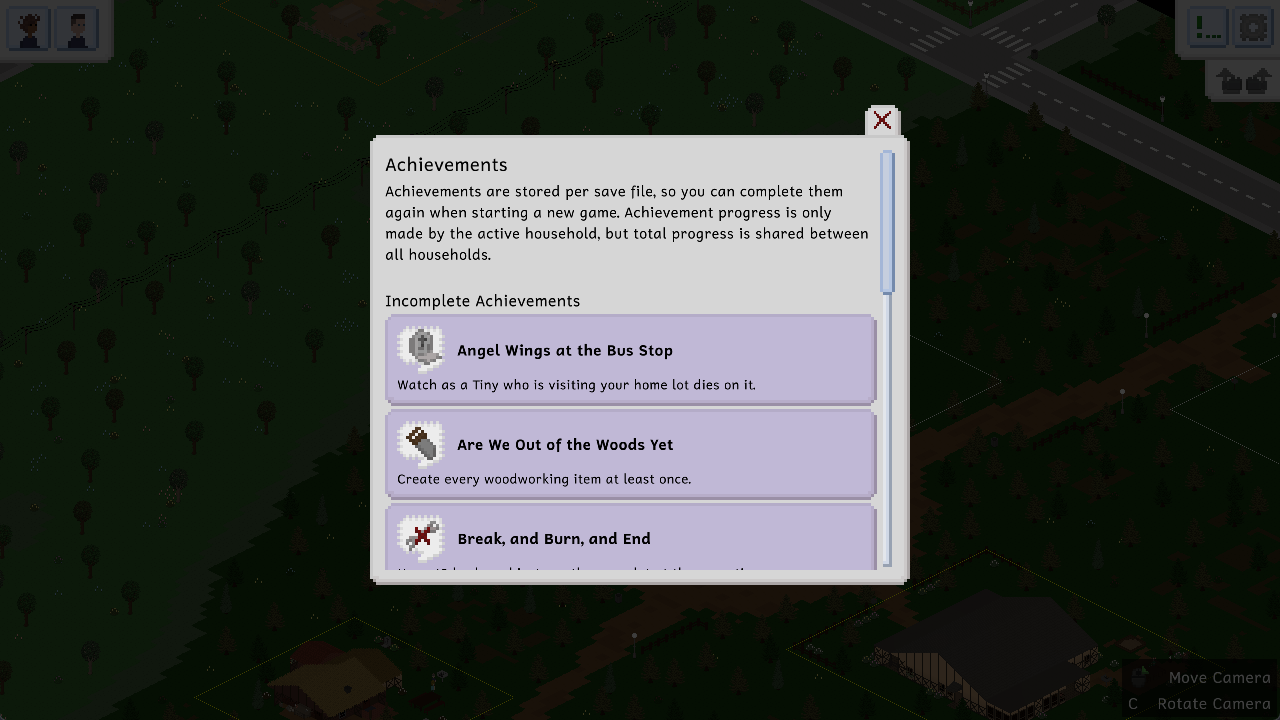 Achievements
Achievements are stored per save file, so you can complete them
again when starting a new game. Achievement progress is only
made by the active household, but total progress is shared between
all households.
Incomplete Achievements
Angel Wings at the Bus Stop
Watch as a Tiny who is visiting your home lot dies on it.
Are We Out of the Woods Yet
Create every woodworking item at least once.
Break, and Burn, and End
Move Camera
C Rotate Camera